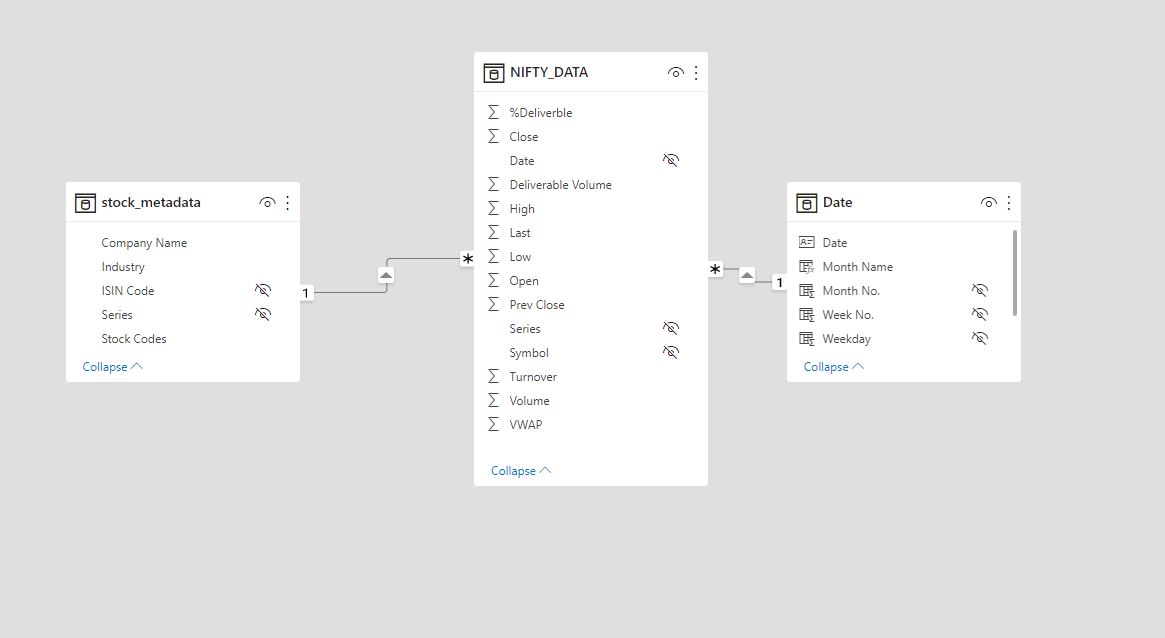 stock_metadata
Company Name
Industry
ISIN Code
Series
Stock Codes
Collapse
1
*
NIFTY_DATA
%Deliverble
Close
Date
Deliverable Volume
High
Last
Low
Open
Prev Close
Series
Symbol
Turnover
Volume
VWAP
Collapse
*
1
Date
Date
Month Name
Month No.
Week No.
Weekday
Collapse